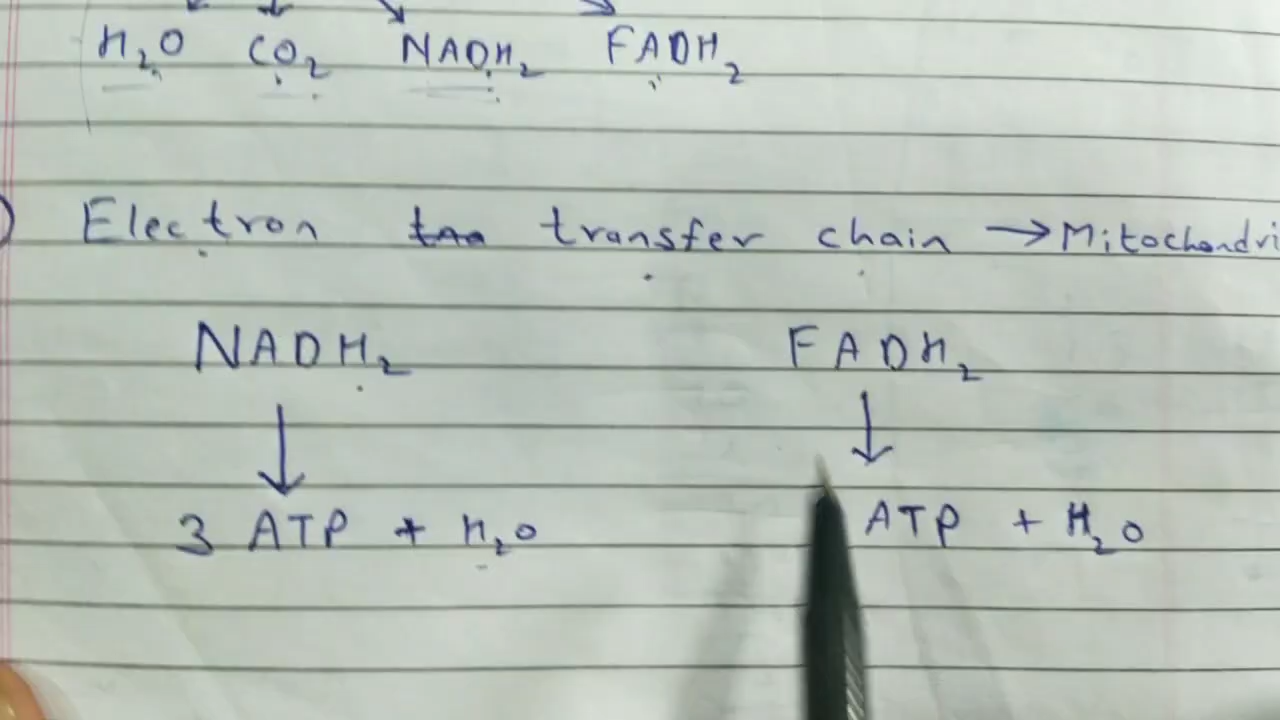 H₂O CO₂ NADH₂ FADH₂
) Electron transfer chain → Mitochondri
NADH₂ FADH₂
↓ ↓
3 ATP + H₂O ATP + H₂O